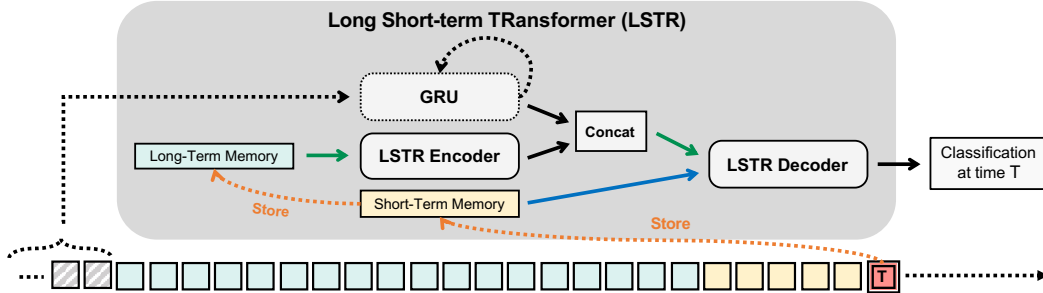 Long Short-term TRansformer (LSTR)
GRU
Concat
Long-Term Memory
LSTR Encoder
LSTR Decoder
Classification
at time T
Short-Term Memory
Store
Store
T